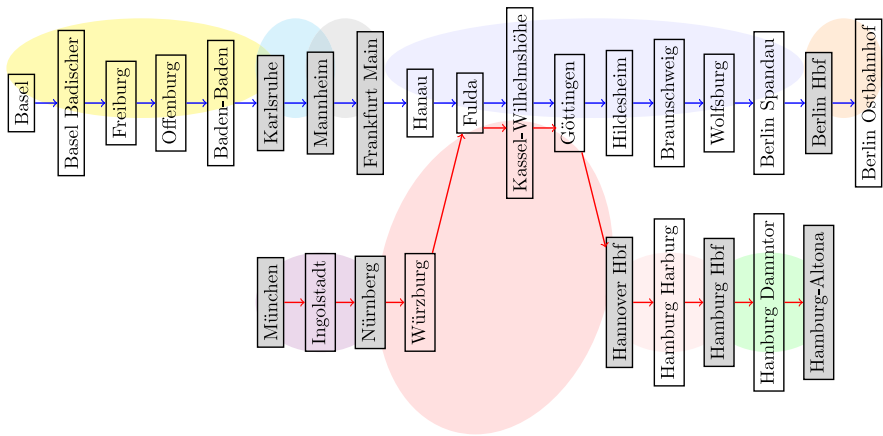 Basel
Basel Badischer
Freiburg
Offenburg
Baden-Baden
Karlsruhe
Mannheim
Frankfurt Main
Hanau
Fulda
Kassel-Wilhelmshöhe
Göttingen
Hildesheim
Braunschweig
Wolfsburg
Berlin Spandau
Berlin Hbf
Berlin Ostbahnhof
München
Ingolstadt
Nürnberg
Würzburg
Hannover Hbf
Hamburg Harburg
Hamburg Hbf
Hamburg Dammtor
Hamburg-Altona